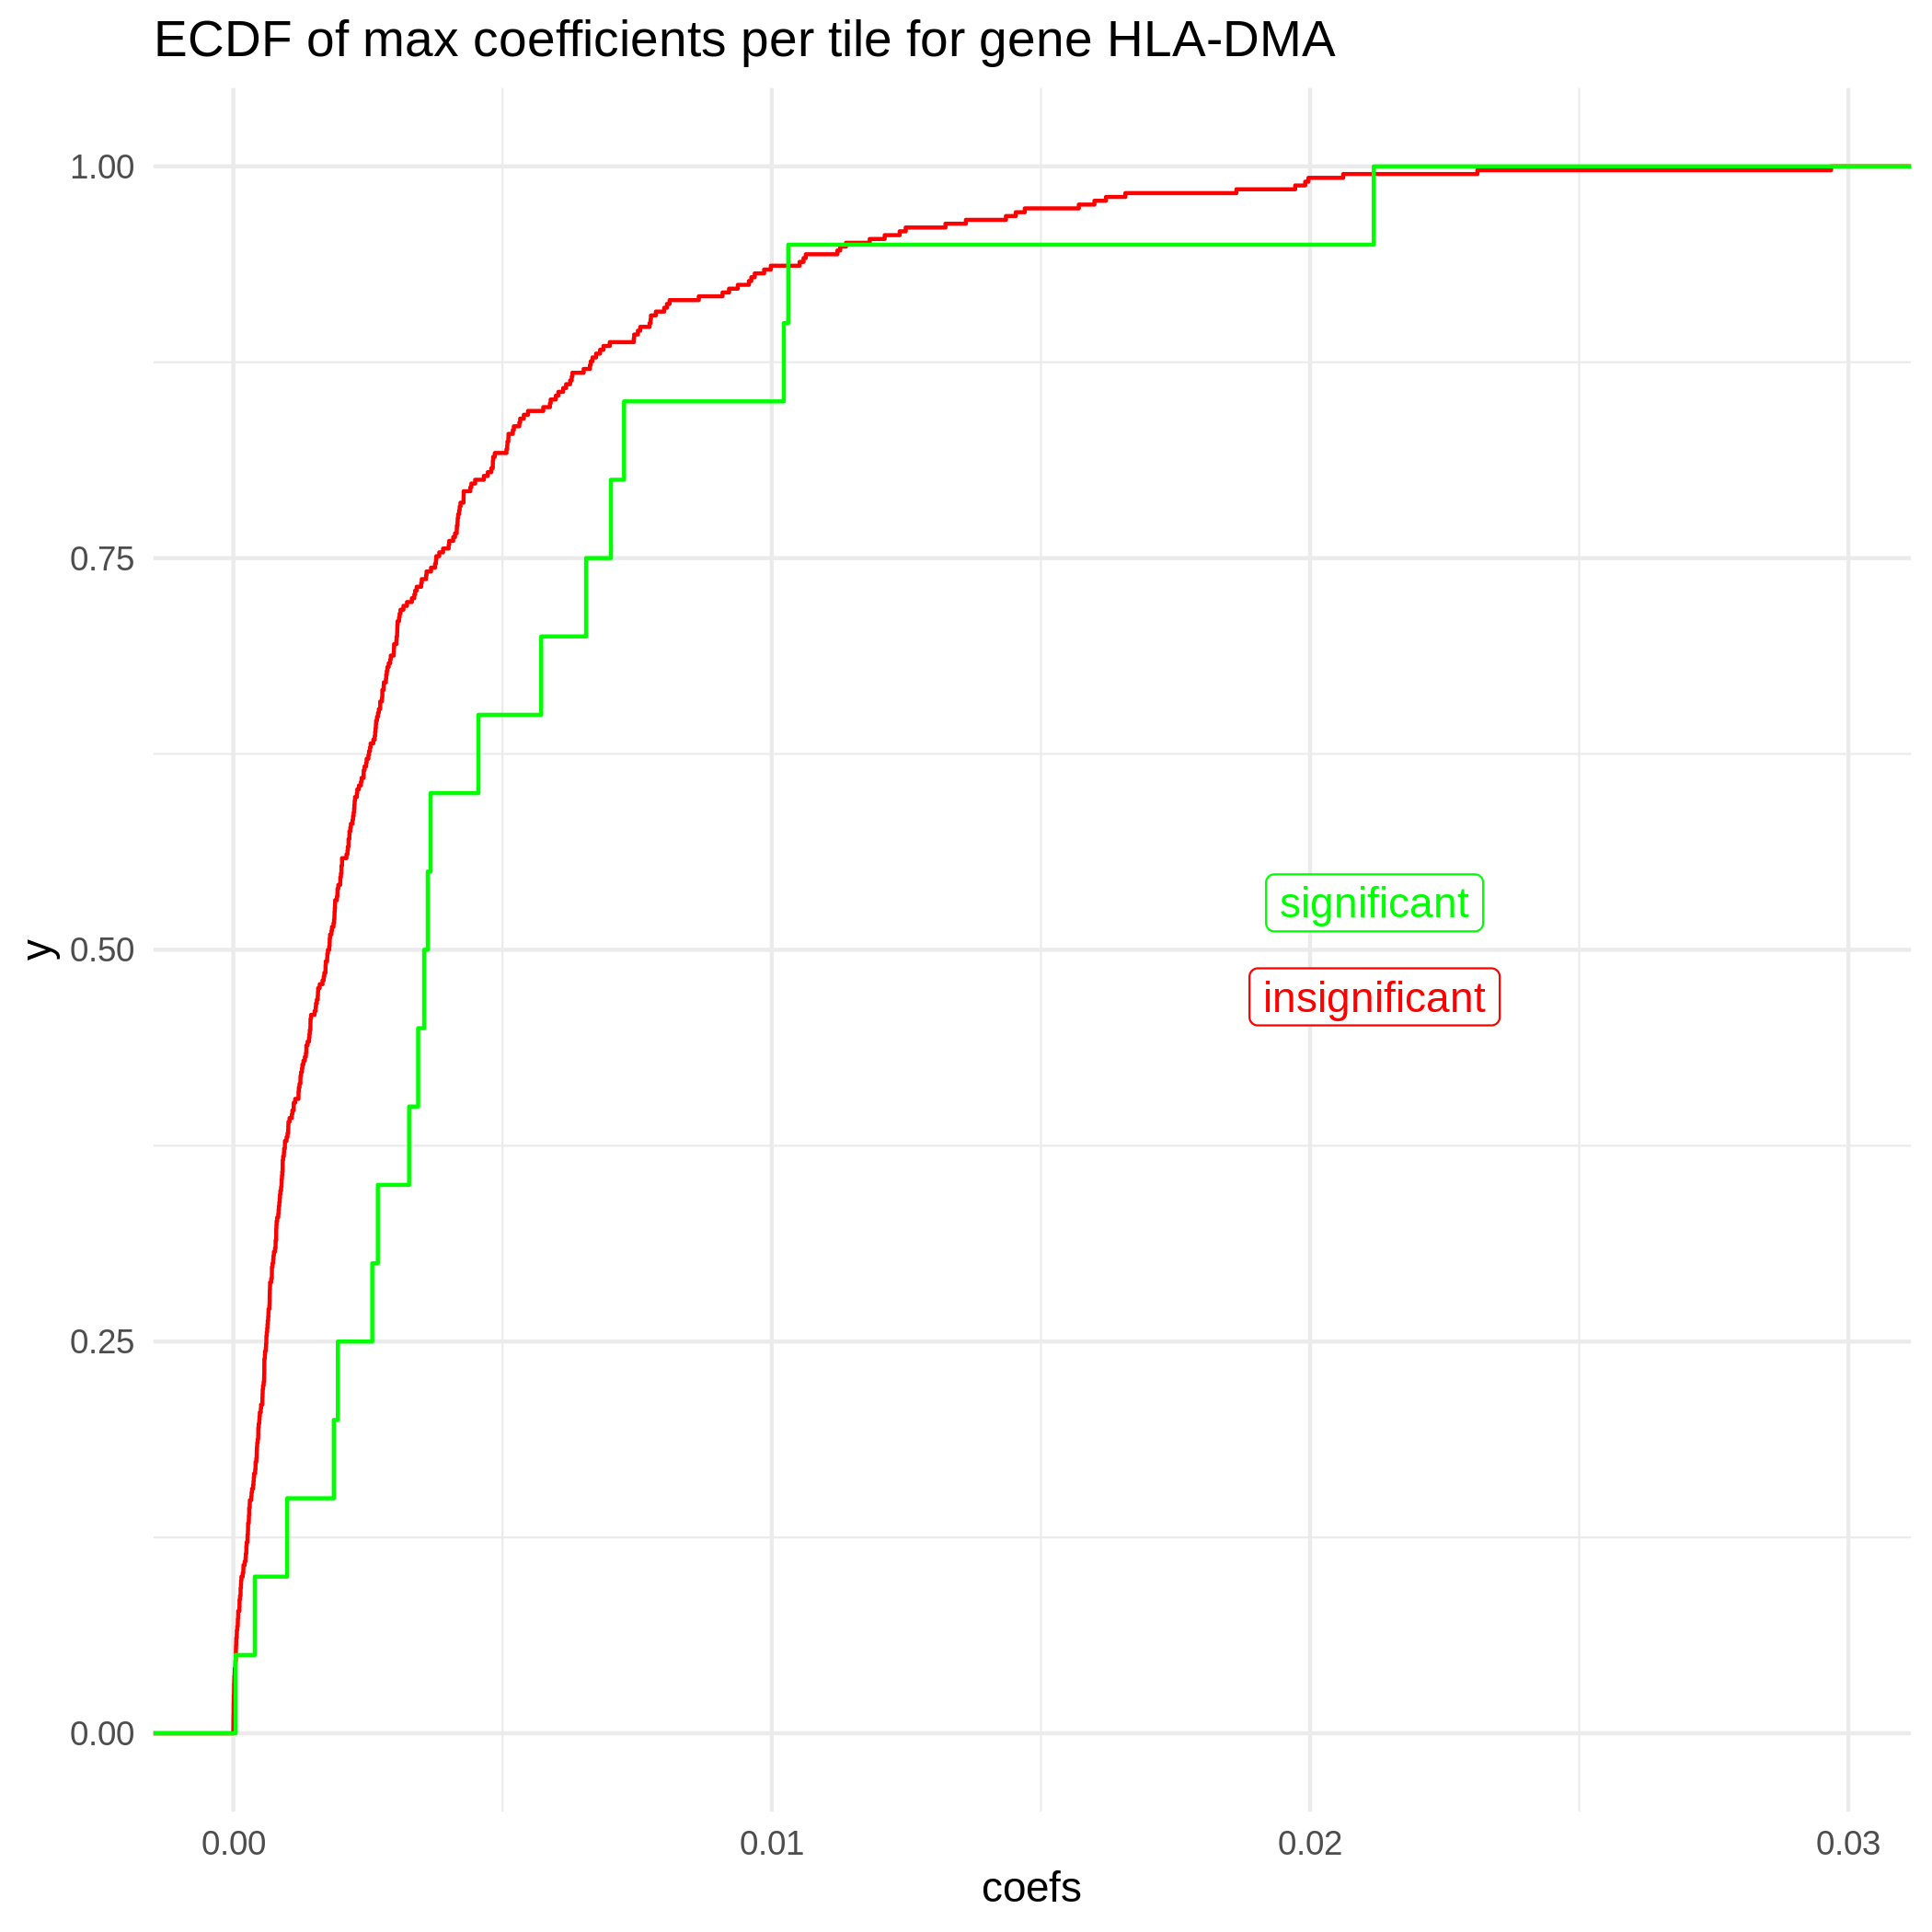 ECDF of max coefficients per tile for gene HLA-DMA
1.00
0.75
0.50
0.25
0.00
y
significant
insignificant
0.00 0.01 0.02 0.03
coefs